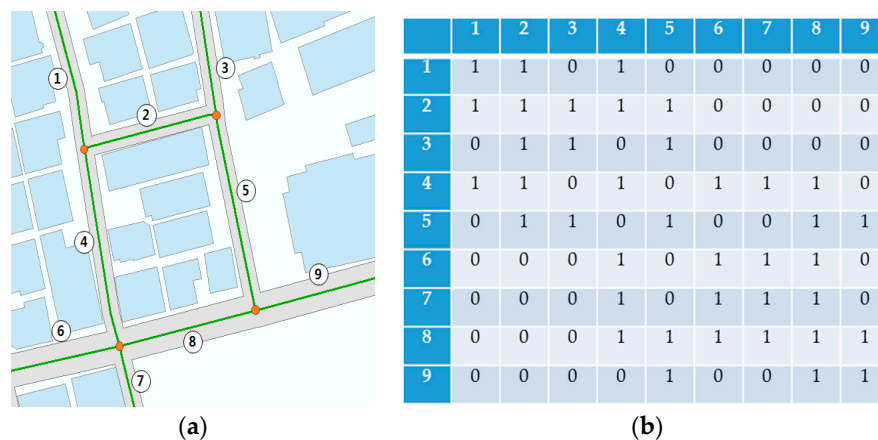 1
3
2
5
4
9
6
8
7
(a)
1 2 3 4 5 6 7 8 9
1 1 1 0 1 0 0 0 0 0
2 1 1 1 1 1 0 0 0 0
3 0 1 1 0 1 0 0 0 0
4 1 1 0 1 0 1 1 1 0
5 0 1 1 0 1 0 0 1 1
6 0 0 0 1 0 1 1 1 0
7 0 0 0 1 0 1 1 1 0
8 0 0 0 1 1 1 1 1 1
9 0 0 0 0 1 0 0 1 1
(b)